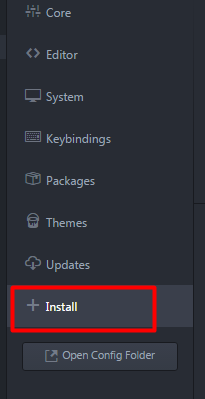 Core
Editor
System
Keybindings
Packages
Themes
Updates
Install
Open Config Folder